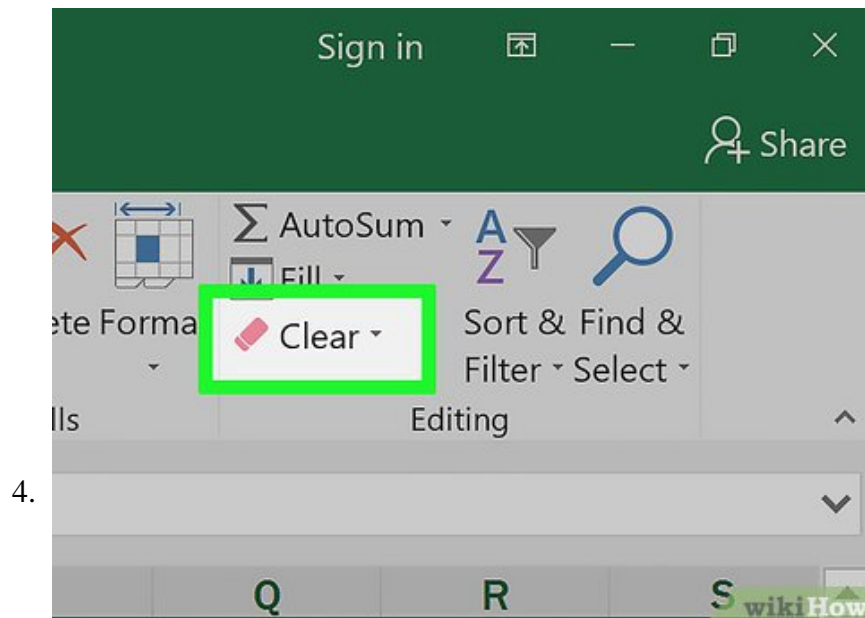 Sign in
Share
AutoSum
Fill
Clear
ete Forma
Sort & Find &
Filter Select
lls
Editing
4.
Q R S
wikiHow